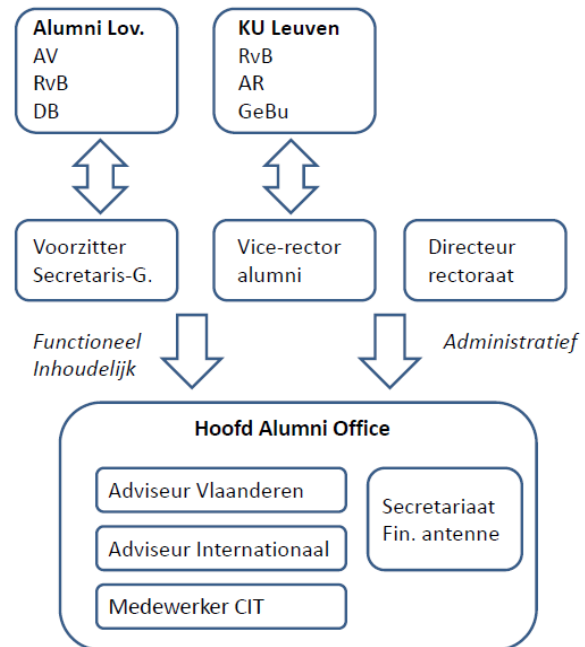 Alumni Lov.
AV
RvB
DB
KU Leuven
RvB
AR
GeBu
Voorzitter
Secretaris-G.
Vice-rector
alumni
Directeur
rectoraat
Functioneel
Inhoudelijk
Administratief
Hoofd Alumni Office
Adviseur Vlaanderen
Adviseur Internationaal
Medewerker CIT
Secretariaat
Fin. antenne